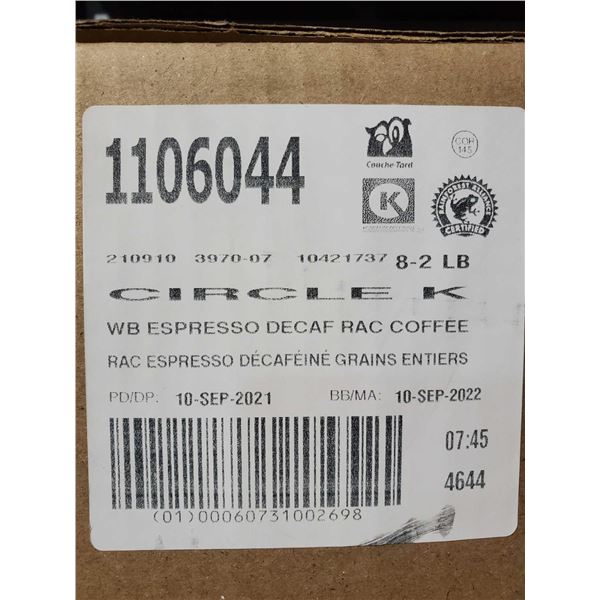 1106044
Couche-Tard
COR
145
K
RAINFOREST ALLIANCE
CERTIFIED
210910 3970-07 10421737 8-2 LB
CIRCLE K
WB ESPRESSO DECAF RAC COFFEE
RAC ESPRESSO DÉCAFÉINÉ GRAINS ENTIERS
PD/DP: 10-SEP-2021 BB/MA: 10-SEP-2022
07:45
4644
(01)00060731002698